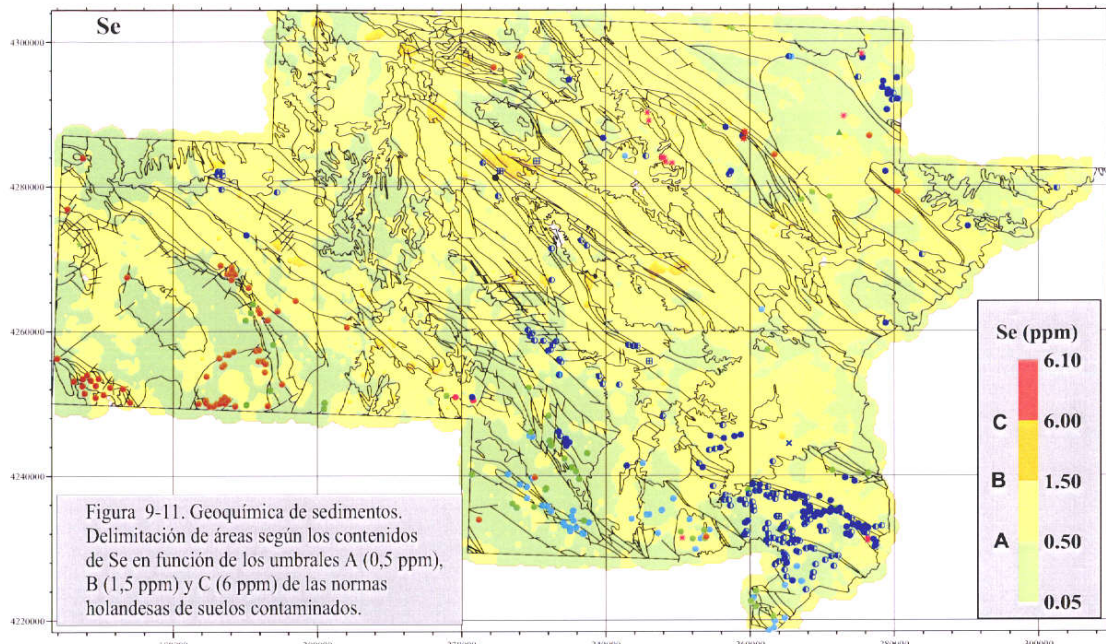 Se
4300000
4280000
4260000
4240000
4220000
Figura 9-11. Geoquímica de sedimentos.
Delimitación de áreas según los contenidos
de Se en función de los umbrales A (0,5 ppm),
B (1,5 ppm) y C (6 ppm) de las normas
holandesas de suelos contaminados.
Se (ppm)
6.10
C
6.00
B
1.50
A
0.50
0.05